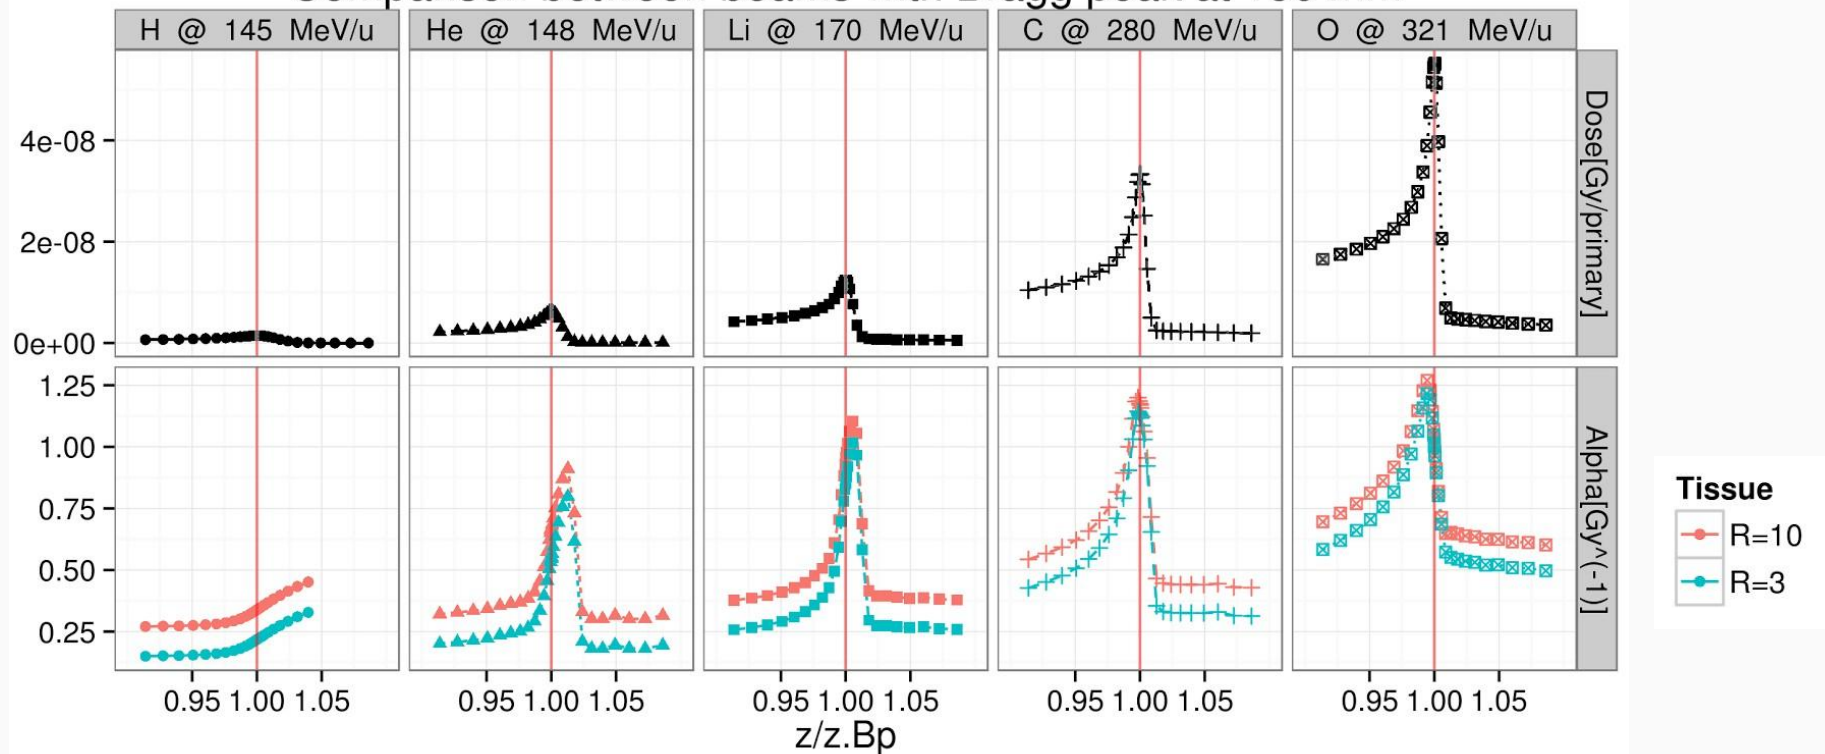 H @ 145 MeV/u
He @ 148 MeV/u
Li @ 170 MeV/u
C @ 280 MeV/u
O @ 321 MeV/u
4e-08
2e-08
0e+00
Dose[Gy/primary]
1.25
1.00
0.75
0.50
0.25
Alpha[Gy^(-1)]
0.95 1.00 1.05
0.95 1.00 1.05
0.95 1.00 1.05
0.95 1.00 1.05
0.95 1.00 1.05
z/z.Bp
Tissue
R=10
R=3